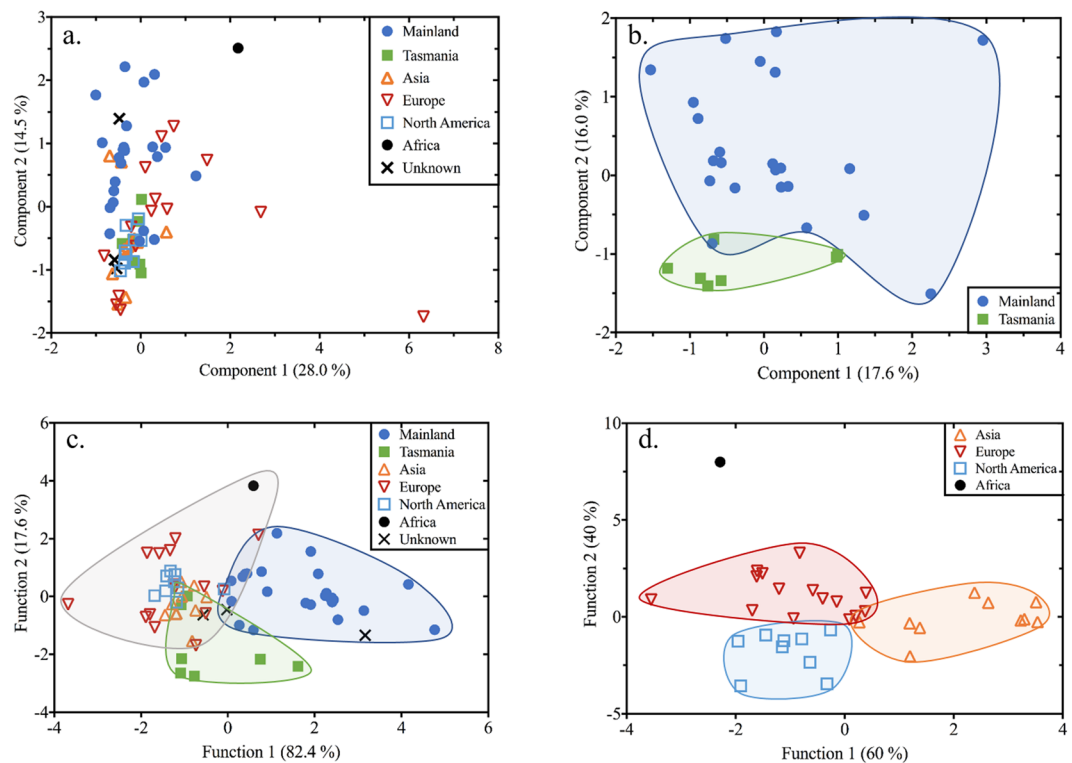 a.
3
2
1
0
-1
-2
-2
0
2
4
6
8
Component 2 (14.5 %)
Component 1 (28.0 %)
Mainland
Tasmania
Asia
Europe
North America
Africa
Unknown
b.
2
1
0
-1
-2
-2
-1
0
1
2
3
4
Component 2 (16.0 %)
Component 1 (17.6 %)
Mainland
Tasmania
c.
6
4
2
0
-2
-4
-4
-2
0
2
4
6
Function 2 (17.6 %)
Function 1 (82.4 %)
Mainland
Tasmania
Asia
Europe
North America
Africa
Unknown
d.
10
5
0
-5
-4
-2
0
2
4
Function 2 (40 %)
Function 1 (60 %)
Asia
Europe
North America
Africa